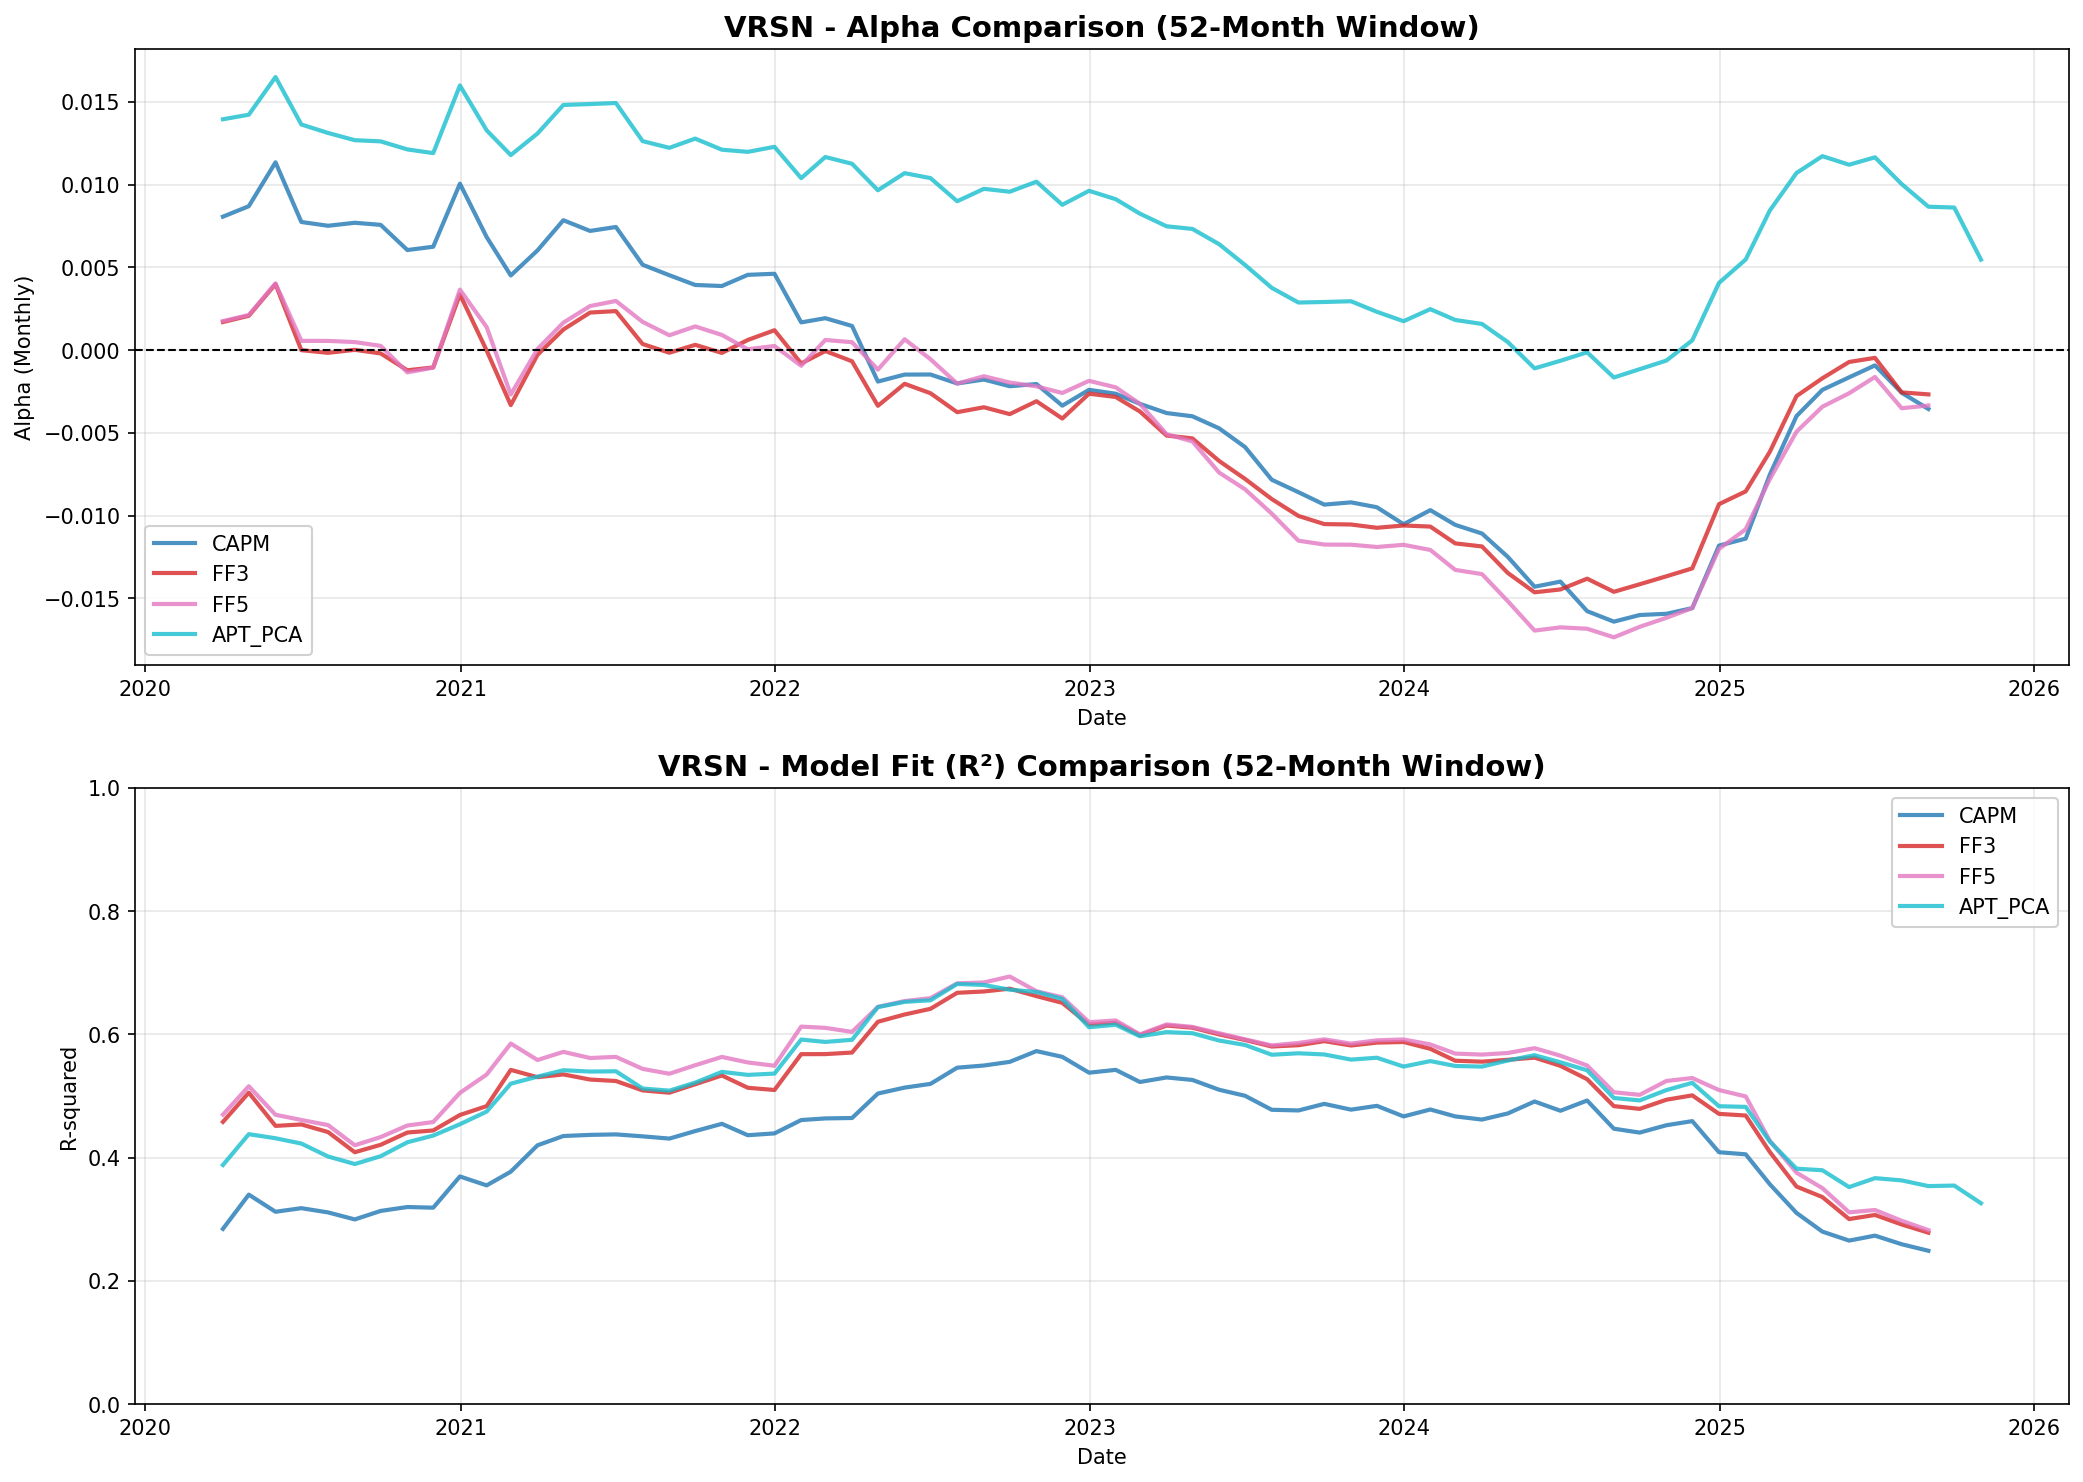 VRSN - Alpha Comparison (52-Month Window)
Alpha (Monthly)
0.015
0.010
0.005
0.000
−0.005
−0.010
−0.015
CAPM
FF3
FF5
APT_PCA
2020 2021 2022 2023 2024 2025 2026
Date
VRSN - Model Fit (R²) Comparison (52-Month Window)
R-squared
1.0
0.8
0.6
0.4
0.2
0.0
CAPM
FF3
FF5
APT_PCA
2020 2021 2022 2023 2024 2025 2026
Date